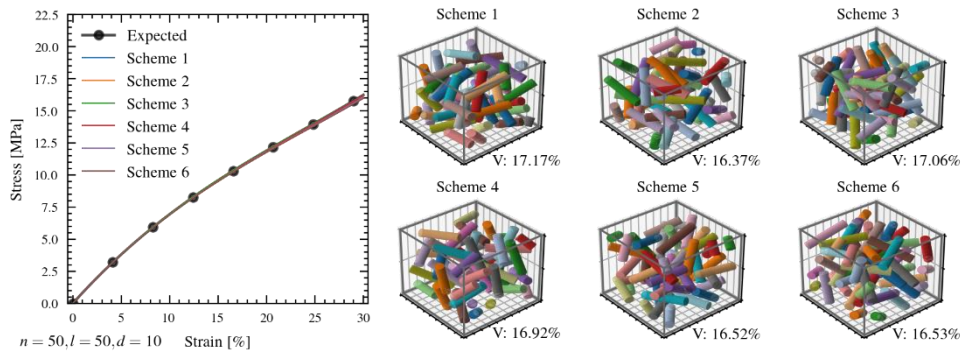 Stress [MPa]
22.5
20.0
17.5
15.0
12.5
10.0
7.5
5.0
2.5
0.0
Expected
Scheme 1
Scheme 2
Scheme 3
Scheme 4
Scheme 5
Scheme 6
0 5 10 15 20 25 30
n = 50, l = 50, d = 10 Strain [%]
Scheme 1 Scheme 2 Scheme 3
V: 17.17% V: 16.37% V: 17.06%
Scheme 4 Scheme 5 Scheme 6
V: 16.92% V: 16.52% V: 16.53%